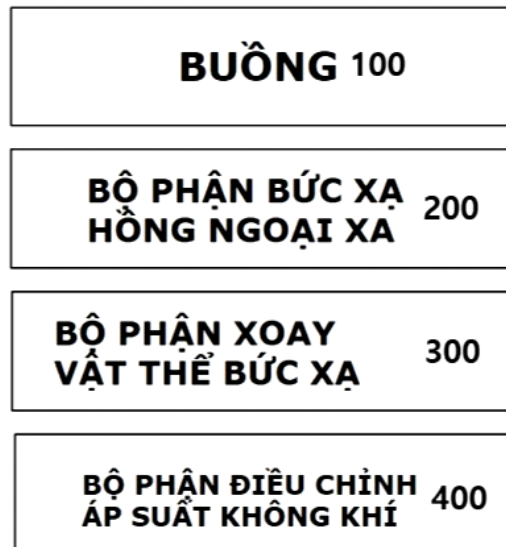 BUỒNG 100
BỘ PHẬN BỨC XẠ
HỒNG NGOẠI XA 200
BỘ PHẬN XOAY
VẬT THỂ BỨC XẠ 300
BỘ PHẬN ĐIỀU CHỈNH
ÁP SUẤT KHÔNG KHÍ 400